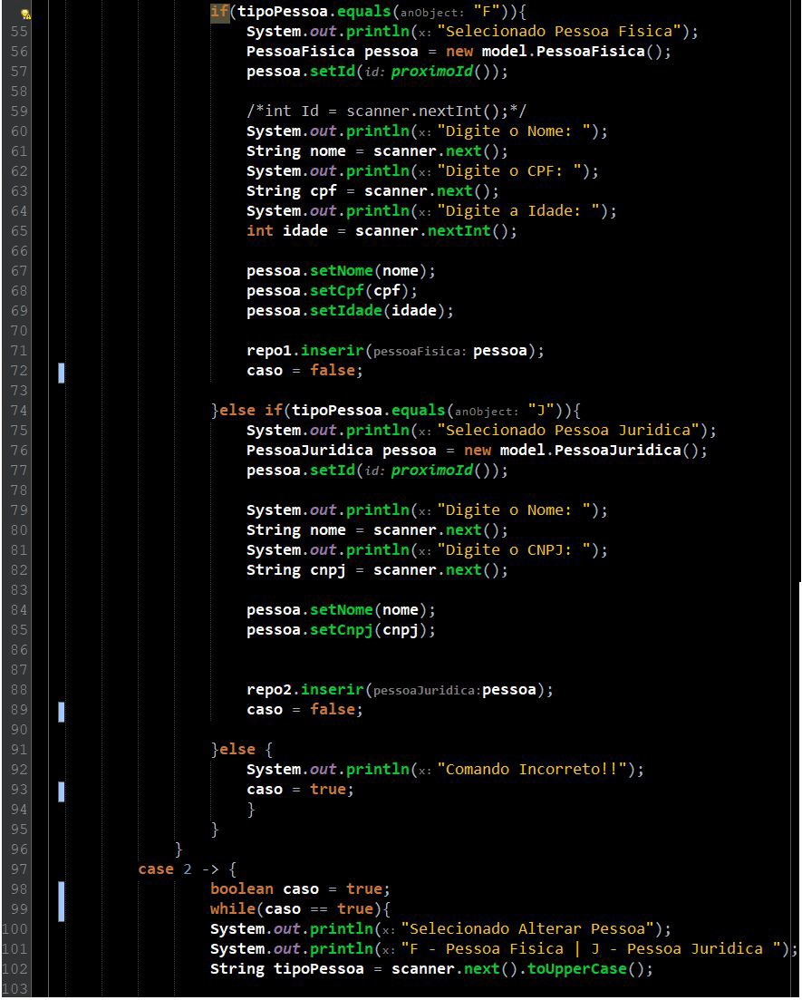 if(tipoPessoa.equals(anObject: "F")){
55 System.out.println(x: "Selecionado Pessoa Fisica");
56 PessoaFisica pessoa = new model.PessoaFisica();
57 pessoa.setId(id: proximoId());
58
59 /*int Id = scanner.nextInt();*/
60 System.out.println(x: "Digite o Nome: ");
61 String nome = scanner.next();
62 System.out.println(x: "Digite o CPF: ");
63 String cpf = scanner.next();
64 System.out.println(x: "Digite a Idade: ");
65 int idade = scanner.nextInt();
66
67 pessoa.setNome(nome);
68 pessoa.setCpf(cpf);
69 pessoa.setIdade(idade);
70
71 repo1.inserir(pessoaFisica: pessoa);
72 caso = false;
73
74 }else if(tipoPessoa.equals(anObject: "J")){
75 System.out.println(x: "Selecionado Pessoa Juridica");
76 PessoaJuridica pessoa = new model.PessoaJuridica();
77 pessoa.setId(id: proximoId());
78
79 System.out.println(x: "Digite o Nome: ");
80 String nome = scanner.next();
81 System.out.println(x: "Digite o CNPJ: ");
82 String cnpj = scanner.next();
83
84 pessoa.setNome(nome);
85 pessoa.setCnpj(cnpj);
86
87
88 repo2.inserir(pessoaJuridica: pessoa);
89 caso = false;
90
91 }else {
92 System.out.println(x: "Comando Incorreto!!");
93 caso = true;
94 }
95 }
96 }
97 case 2 -> {
98 boolean caso = true;
99 while(caso == true){
100 System.out.println(x: "Selecionado Alterar Pessoa");
101 System.out.println(x: "F - Pessoa Fisica | J - Pessoa Juridica ");
102 String tipoPessoa = scanner.next().toUpperCase();
103